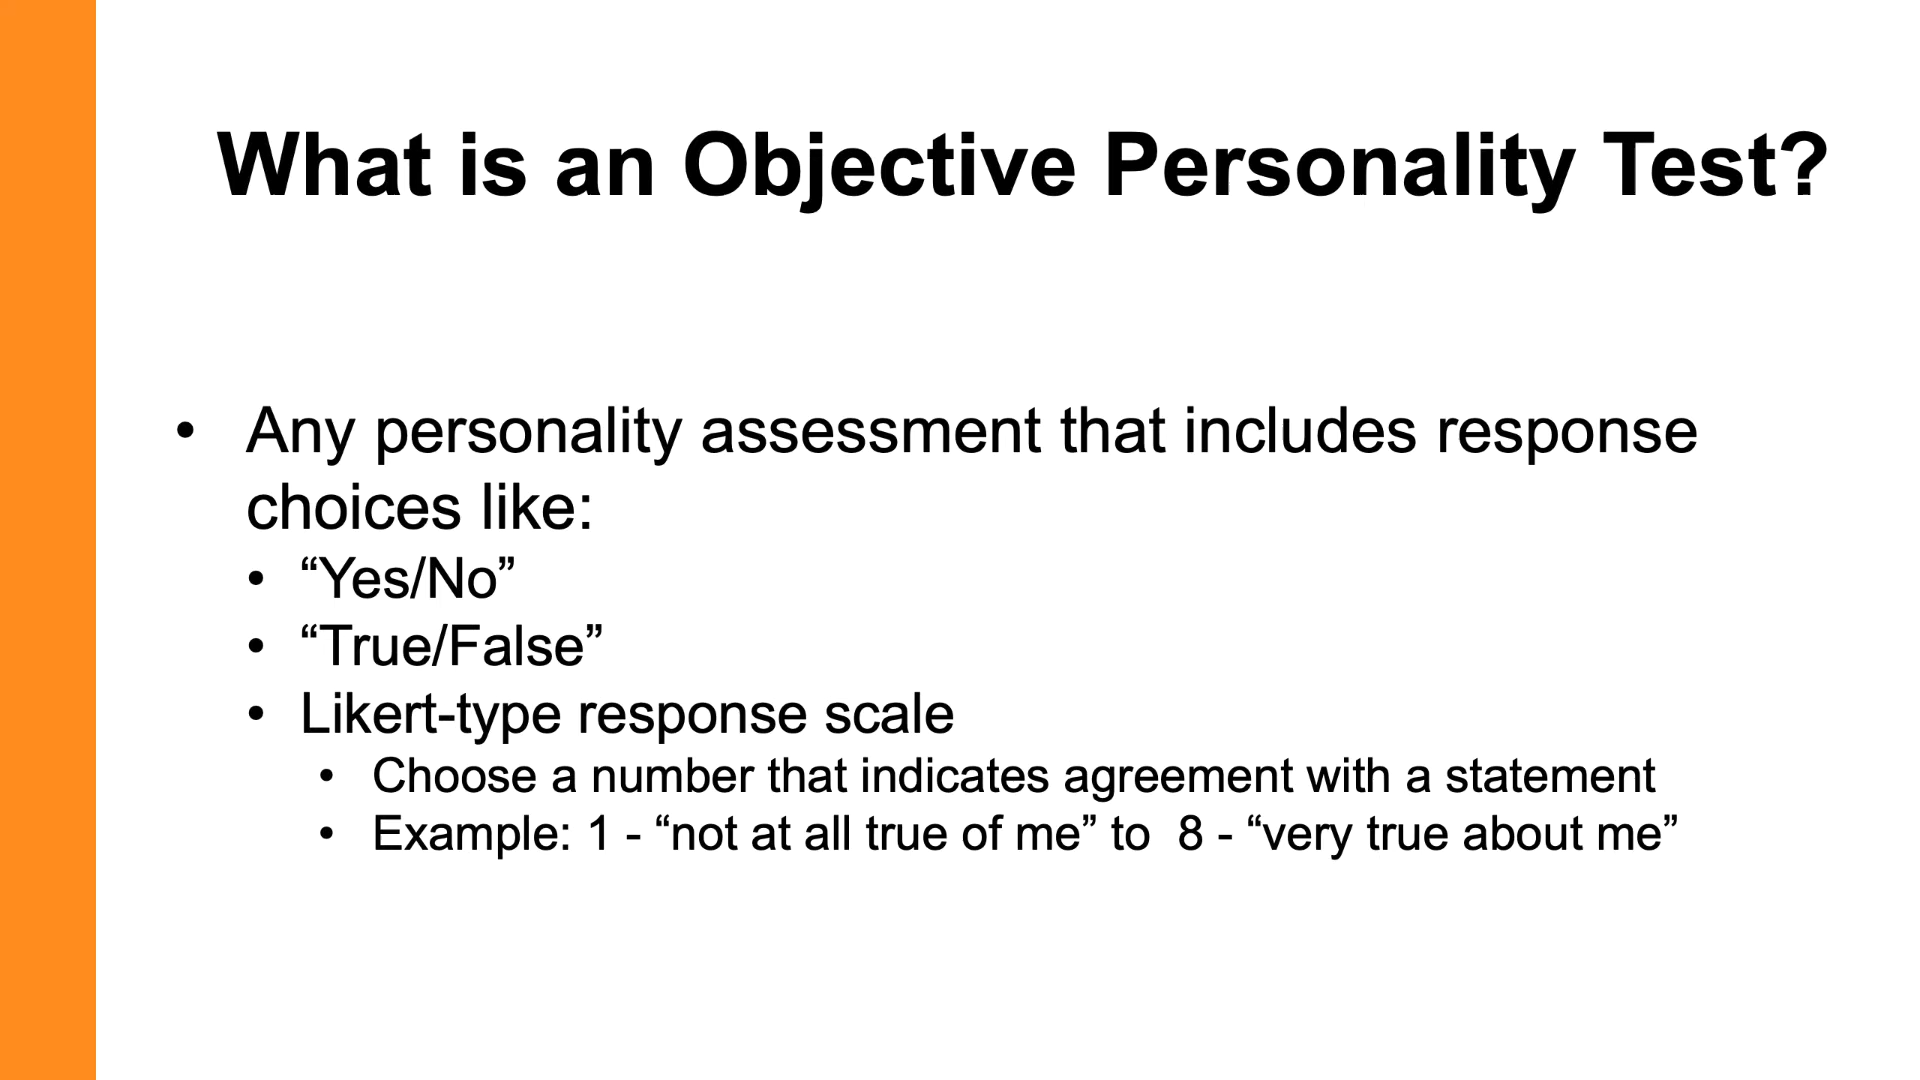 What is an Objective Personality Test?
• Any personality assessment that includes response
choices like:
• “Yes/No”
• “True/False”
• Likert-type response scale
• Choose a number that indicates agreement with a statement
• Example: 1 - “not at all true of me” to  8 - “very true about me”